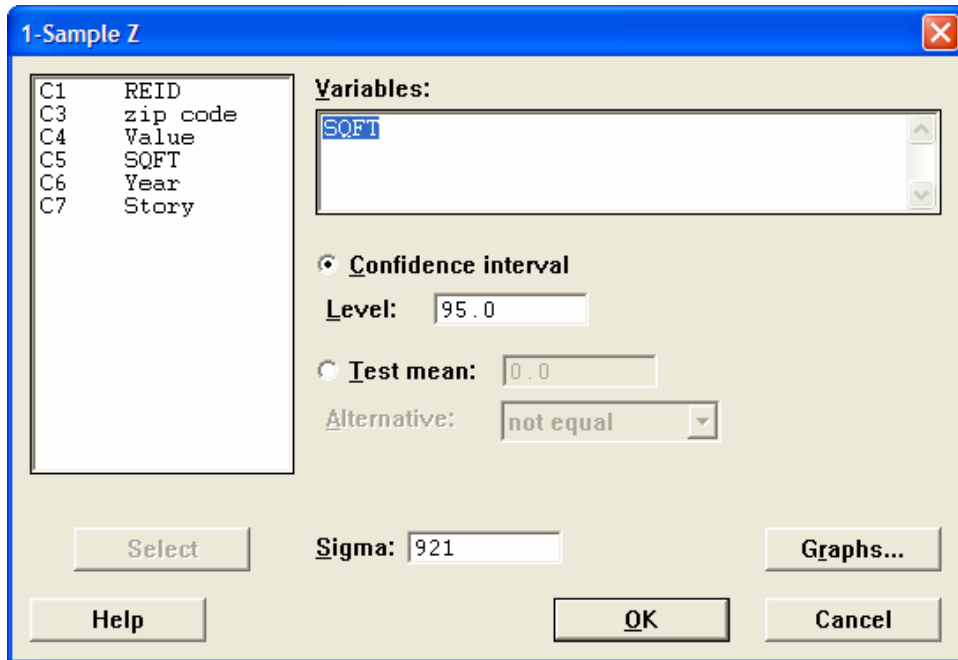 1-Sample Z
C1 REID
C3 zip code
C4 Value
C5 SQFT
C6 Year
C7 Story
Variables:
SQFT
Confidence interval
Level: 95.0
Test mean: 0.0
Alternative: not equal
Select
Sigma: 921
Graphs...
Help
OK
Cancel